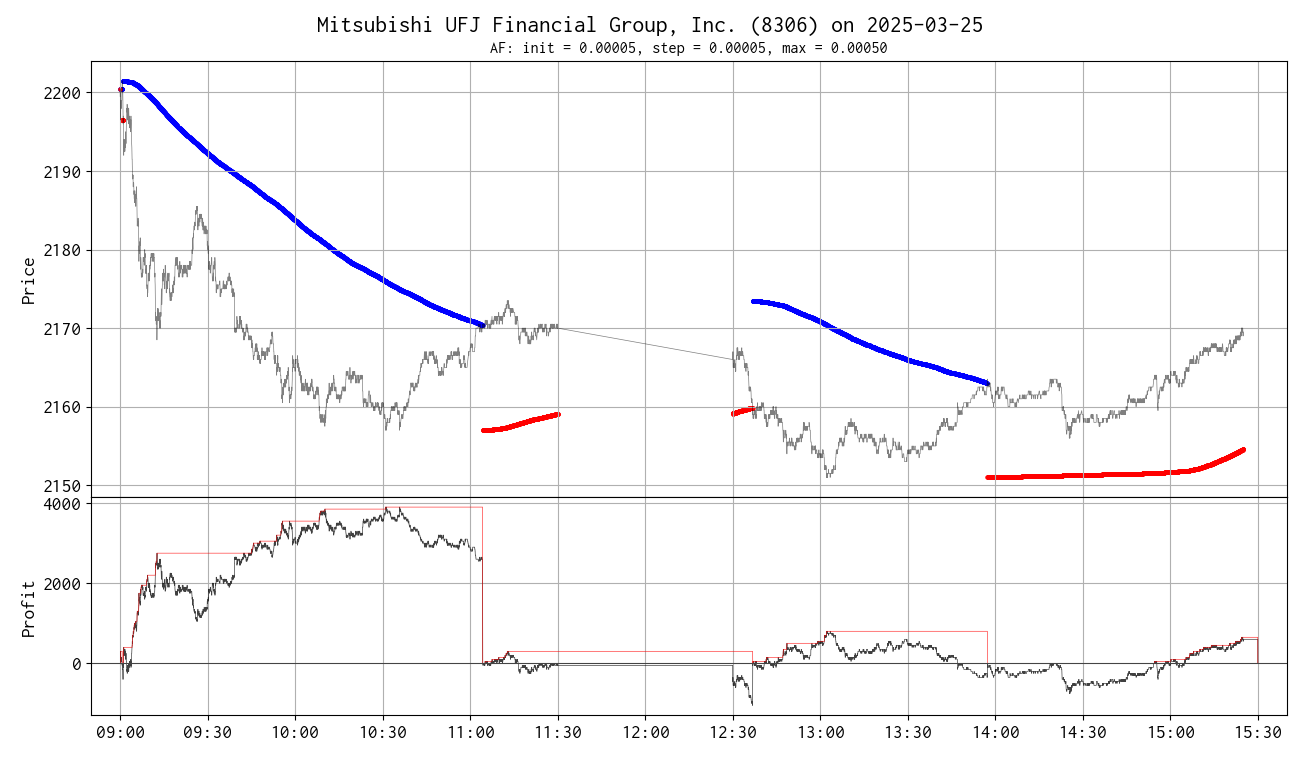 Mitsubishi UFJ Financial Group, Inc. (8306) on 2025-03-25
AF: init = 0.00005, step = 0.00005, max = 0.00050
Price
2200
2190
2180
2170
2160
2150
Profit
4000
2000
0
09:00 09:30 10:00 10:30 11:00 11:30 12:00 12:30 13:00 13:30 14:00 14:30 15:00 15:30